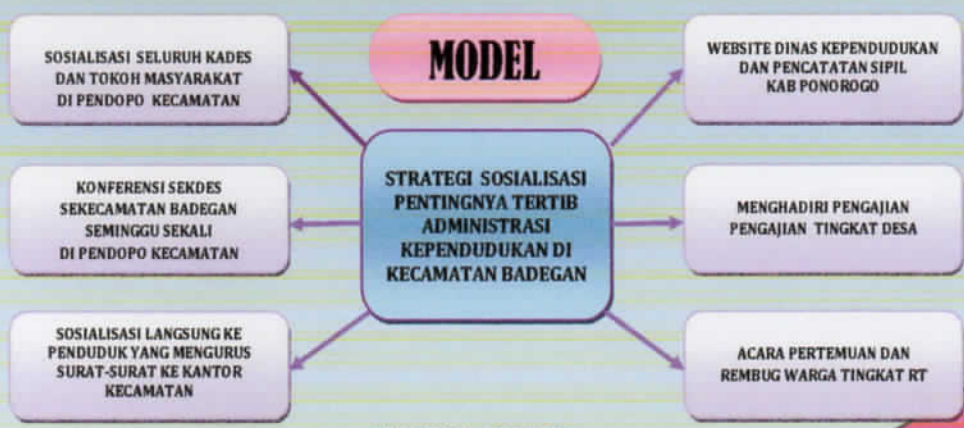 MODEL
SOSIALISASI SELURUH KADES
DAN TOKOH MASYARAKAT
DI PENDOPO KECAMATAN
KONFERENSI SEKDES
SEKECAMATAN BADEGAN
SEMINGGU SEKALI
DI PENDOPO KECAMATAN
SOSIALISASI LANGSUNG KE
PENDUDUK YANG MENGURUS
SURAT-SURAT KE KANTOR
KECAMATAN
STRATEGI SOSIALISASI
PENTINGNYA TERTIB
ADMINISTRASI
KEPENDUDUKAN DI
KECAMATAN BADEGAN
WEBSITE DINAS KEPENDUDUKAN
DAN PENCATATAN SIPIL
KAB PONOROGO
MENGHADIRI PENGAJIAN
PENGAJIAN TINGKAT DESA
ACARA PERTEMUAN DAN
REMBUG WARGA TINGKAT RT